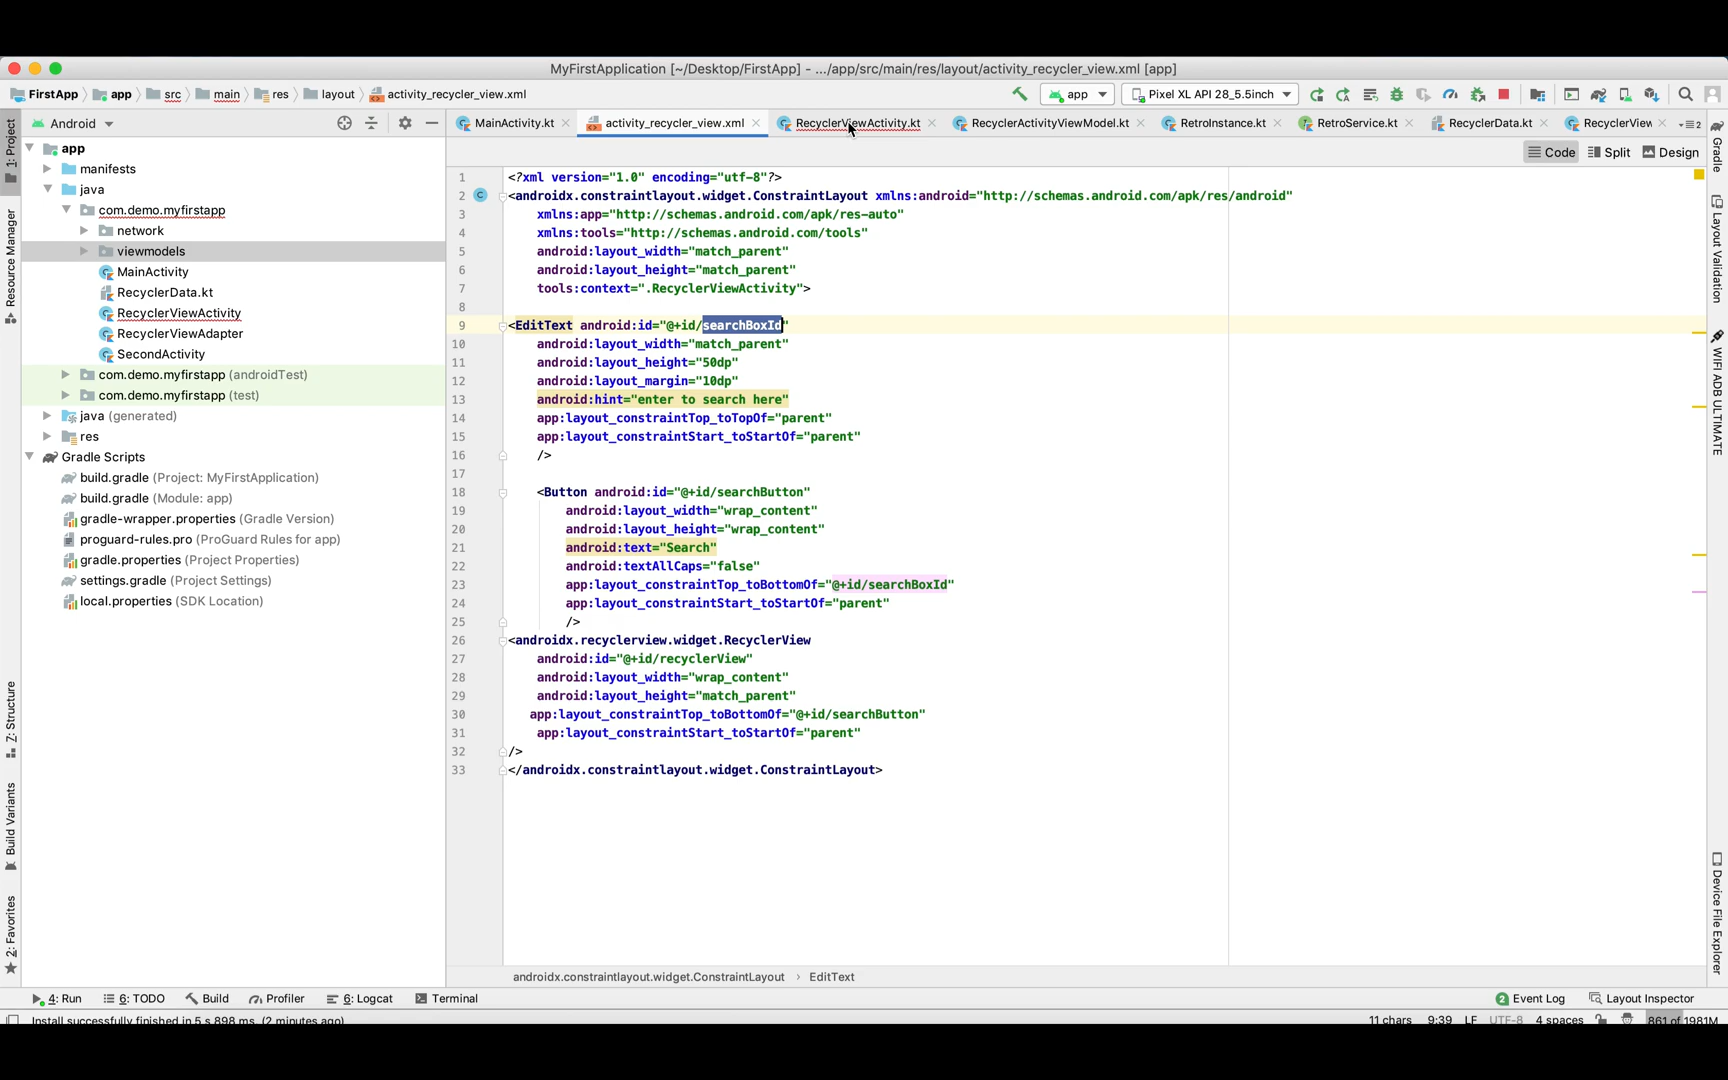 MyFirstApplication [~/Desktop/FirstApp] - .../app/src/main/res/layout/activity_recycler_view.xml [app]
FirstApp app src main res layout activity_recycler_view.xml app Pixel XL API 28_5.5inch
Android MainActivity.kt activity_recycler_view.xml RecyclerViewActivity.kt RecyclerActivityViewModel.kt RetroInstance.kt RetroService.kt RecyclerData.kt RecyclerView 2
Code Split Design
1: Project
Resource Manager
Z: Structure
Build Variants
2: Favorites
app
manifests
java
com.demo.myfirstapp
network
viewmodels
MainActivity
RecyclerData.kt
RecyclerViewActivity
RecyclerViewAdapter
SecondActivity
com.demo.myfirstapp (androidTest)
com.demo.myfirstapp (test)
java (generated)
res
Gradle Scripts
build.gradle (Project: MyFirstApplication)
build.gradle (Module: app)
gradle-wrapper.properties (Gradle Version)
proguard-rules.pro (ProGuard Rules for app)
gradle.properties (Project Properties)
settings.gradle (Project Settings)
local.properties (SDK Location)
1 <?xml version="1.0" encoding="utf-8"?>
2 <androidx.constraintlayout.widget.ConstraintLayout xmlns:android="http://schemas.android.com/apk/res/android"
3 xmlns:app="http://schemas.android.com/apk/res-auto"
4 xmlns:tools="http://schemas.android.com/tools"
5 android:layout_width="match_parent"
6 android:layout_height="match_parent"
7 tools:context=".RecyclerViewActivity">
8
9 <EditText android:id="@+id/searchBoxId"
10 android:layout_width="match_parent"
11 android:layout_height="50dp"
12 android:layout_margin="10dp"
13 android:hint="enter to search here"
14 app:layout_constraintTop_toTopOf="parent"
15 app:layout_constraintStart_toStartOf="parent"
16 />
17
18 <Button android:id="@+id/searchButton"
19 android:layout_width="wrap_content"
20 android:layout_height="wrap_content"
21 android:text="Search"
22 android:textAllCaps="false"
23 app:layout_constraintTop_toBottomOf="@+id/searchBoxId"
24 app:layout_constraintStart_toStartOf="parent"
25 />
26 <androidx.recyclerview.widget.RecyclerView
27 android:id="@+id/recyclerView"
28 android:layout_width="wrap_content"
29 android:layout_height="match_parent"
30 app:layout_constraintTop_toBottomOf="@+id/searchButton"
31 app:layout_constraintStart_toStartOf="parent"
32 />
33 </androidx.constraintlayout.widget.ConstraintLayout>
Gradle
Layout Validation
WIFI ADB ULTIMATE
Device File Explorer
androidx.constraintlayout.widget.ConstraintLayout › EditText
4: Run 6: TODO Build Profiler 6: Logcat Terminal 2 Event Log Layout Inspector
Install successfully finished in 5 s 898 ms. (2 minutes ago) 11 chars 9:39 LF UTF-8 4 spaces 861 of 1981M